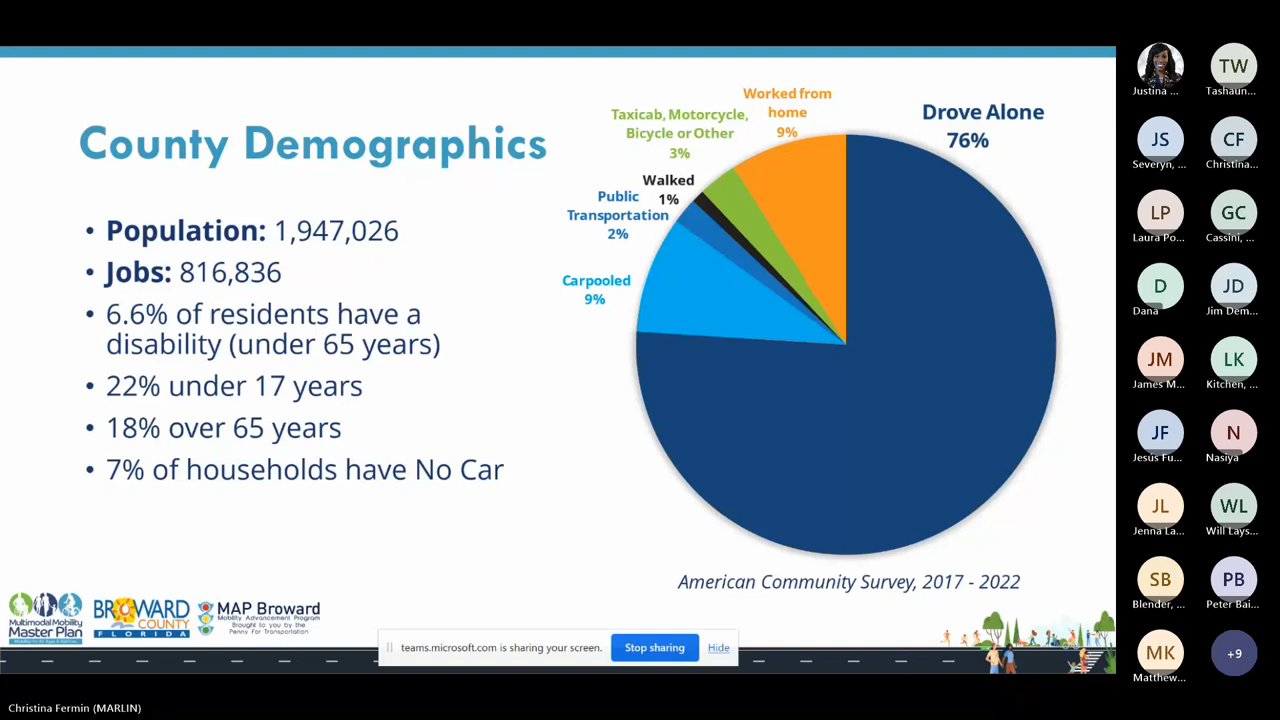 County Demographics
• Population: 1,947,026
• Jobs: 816,836
• 6.6% of residents have a
disability (under 65 years)
• 22% under 17 years
• 18% over 65 years
• 7% of households have No Car
Worked from
home
9%
Taxicab, Motorcycle,
Bicycle or Other
3%
Walked
1%
Public
Transportation
2%
Carpooled
9%
Drove Alone
76%
American Community Survey, 2017 - 2022
Multimodal Mobility
Master Plan
BROWARD
COUNTY
FLORIDA
MAP Broward
Mobility Advancement Program
Brought to you by the
Penny For Transportation
teams.microsoft.com is sharing your screen.
Stop sharing
Hide
Justina ...
TW
Tashaun...
JS
Severyn, ...
CF
Christina...
LP
Laura Po...
GC
Cassini, ...
D
Dana
JD
Jim Dem...
JM
James M...
LK
Kitchen, ...
JF
Jesús Fu...
N
Nasiya
JL
Jenna La...
WL
Will Lays...
SB
Blender, ...
PB
Peter Bai...
MK
Matthew...
+9
Christina Fermin (MARLIN)